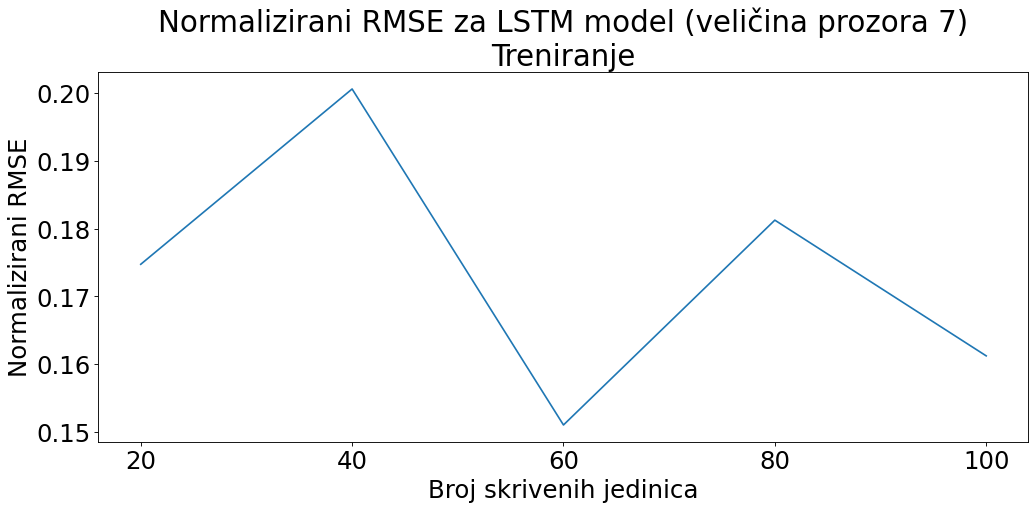 Normalizirani RMSE za LSTM model (veličina prozora 7)
Treniranje
Normalizirani RMSE
0.20
0.19
0.18
0.17
0.16
0.15
20 40 60 80 100
Broj skrivenih jedinica